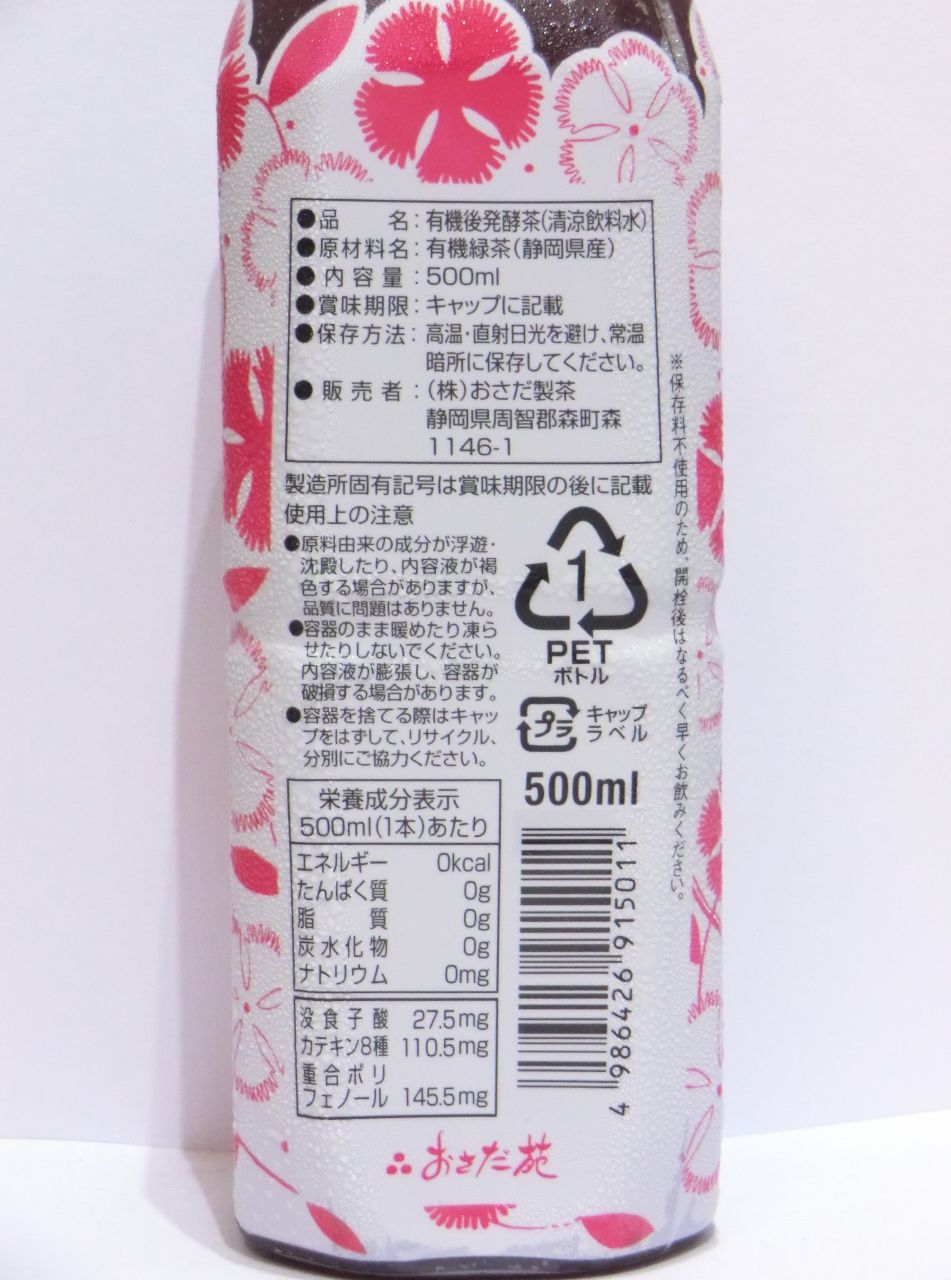 ●品　　名：有機後発酵茶(清涼飲料水)
●原材料名：有機緑茶(静岡県産)
●内容量：500ml
●賞味期限：キャップに記載
●保存方法：高温・直射日光を避け、常温
暗所に保存してください。
●販売者：(株)おさだ製茶
静岡県周智郡森町森
1146-1
製造所固有記号は賞味期限の後に記載
使用上の注意
●原料由来の成分が浮遊・
沈殿したり、内容液が褐
色する場合がありますが、
品質に問題はありません。
●容器のまま暖めたり凍ら
せたりしないでください。
内容液が膨張し、容器が
破損する場合があります。
●容器を捨てる際はキャッ
プをはずして、リサイクル、
分別にご協力ください。
1
PET
ボトル
プラ
キャップ
ラベル
500ml
※保存料不使用のため、開栓後はなるべく早くお飲みください。
栄養成分表示
500ml(1本)あたり
エネルギー　0kcal
たんぱく質　0g
脂　　質　0g
炭水化物　0g
ナトリウム　0mg
没食子酸　27.5mg
カテキン8種　110.5mg
重合ポリ
フェノール　145.5mg
4 986426 915011
おさだ苑